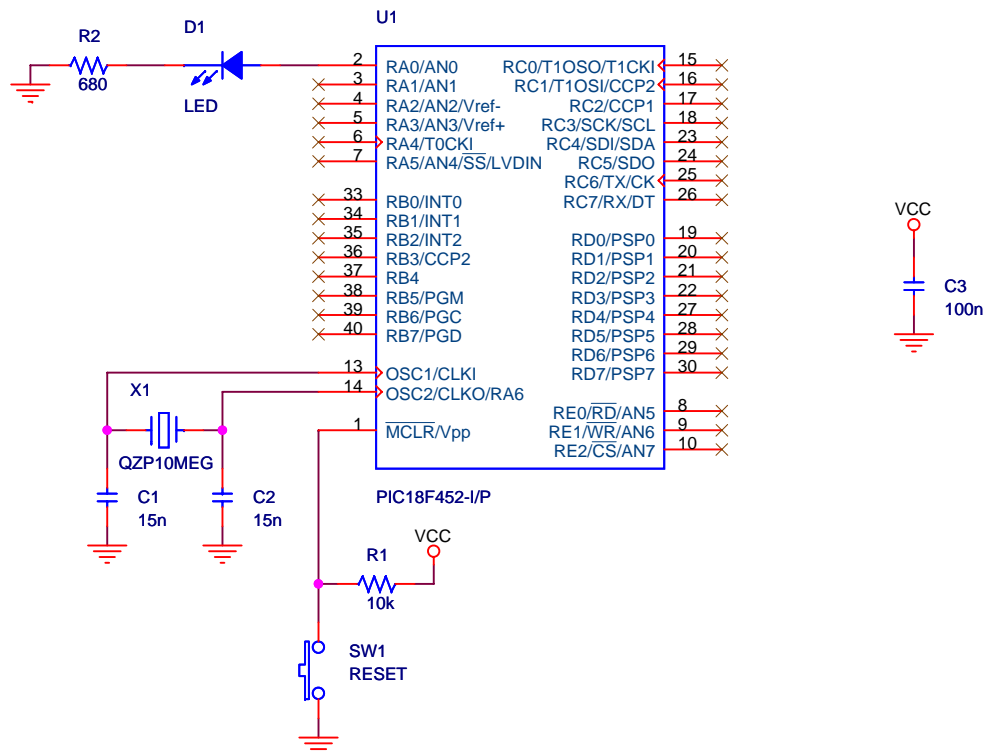 U1
R2
680
D1
LED
2 RA0/AN0
3 RA1/AN1
4 RA2/AN2/Vref-
5 RA3/AN3/Vref+
6 RA4/T0CKI
7 RA5/AN4/SS/LVDIN
33 RB0/INT0
34 RB1/INT1
35 RB2/INT2
36 RB3/CCP2
37 RB4
38 RB5/PGM
39 RB6/PGC
40 RB7/PGD
13 OSC1/CLKI
14 OSC2/CLKO/RA6
1 MCLR/Vpp
RC0/T1OSO/T1CKI 15
RC1/T1OSI/CCP2 16
RC2/CCP1 17
RC3/SCK/SCL 18
RC4/SDI/SDA 23
RC5/SDO 24
RC6/TX/CK 25
RC7/RX/DT 26
RD0/PSP0 19
RD1/PSP1 20
RD2/PSP2 21
RD3/PSP3 22
RD4/PSP4 27
RD5/PSP5 28
RD6/PSP6 29
RD7/PSP7 30
RE0/RD/AN5 8
RE1/WR/AN6 9
RE2/CS/AN7 10
PIC18F452-I/P
VCC
C3
100n
X1
QZP10MEG
C1
15n
C2
15n
VCC
R1
10k
SW1
RESET